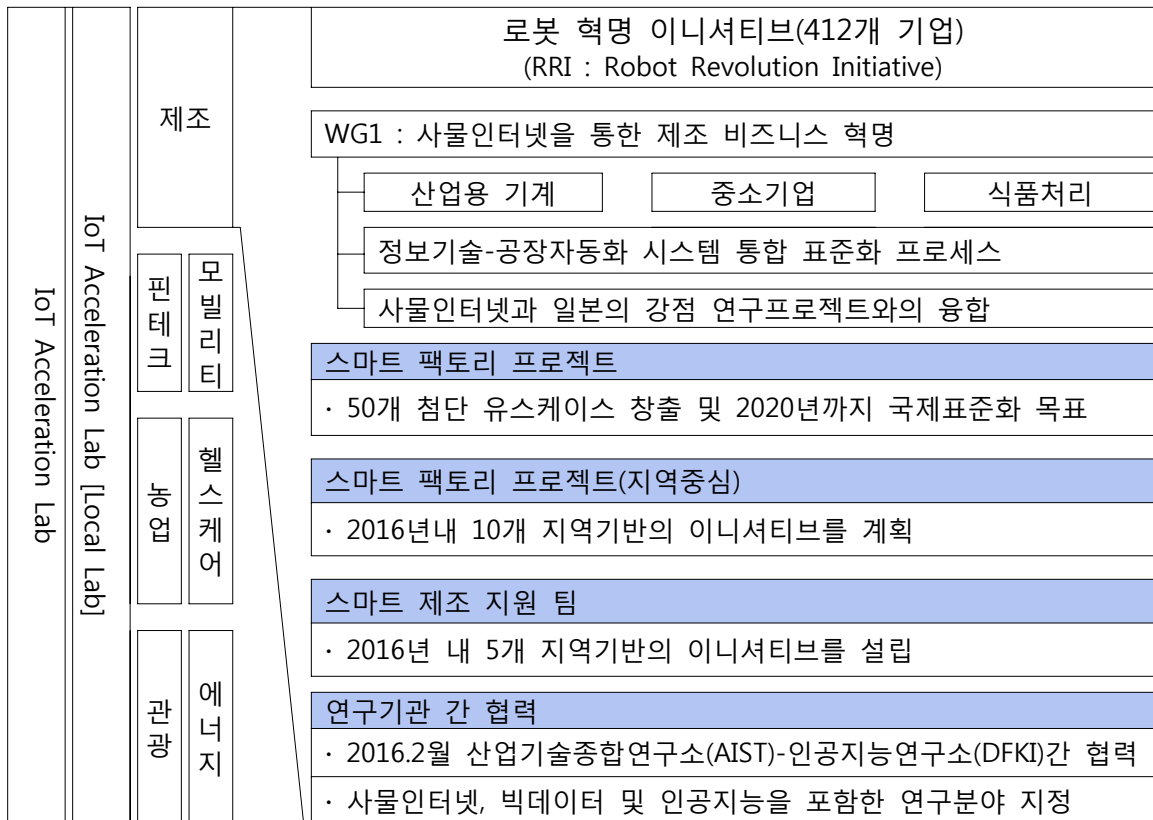 IoT Acceleration Lab
IoT Acceleration Lab [Local Lab]
제조
핀테크
모빌리티
농업
헬스케어
관광
에너지
로봇 혁명 이니셔티브(412개 기업)
(RRI : Robot Revolution Initiative)
WG1 : 사물인터넷을 통한 제조 비즈니스 혁명
산업용 기계
중소기업
식품처리
정보기술-공장자동화 시스템 통합 표준화 프로세스
사물인터넷과 일본의 강점 연구프로젝트와의 융합
스마트 팩토리 프로젝트
· 50개 첨단 유스케이스 창출 및 2020년까지 국제표준화 목표
스마트 팩토리 프로젝트(지역중심)
· 2016년내 10개 지역기반의 이니셔티브를 계획
스마트 제조 지원 팀
· 2016년 내 5개 지역기반의 이니셔티브를 설립
연구기관 간 협력
· 2016.2월 산업기술종합연구소(AIST)-인공지능연구소(DFKI)간 협력
· 사물인터넷, 빅데이터 및 인공지능을 포함한 연구분야 지정